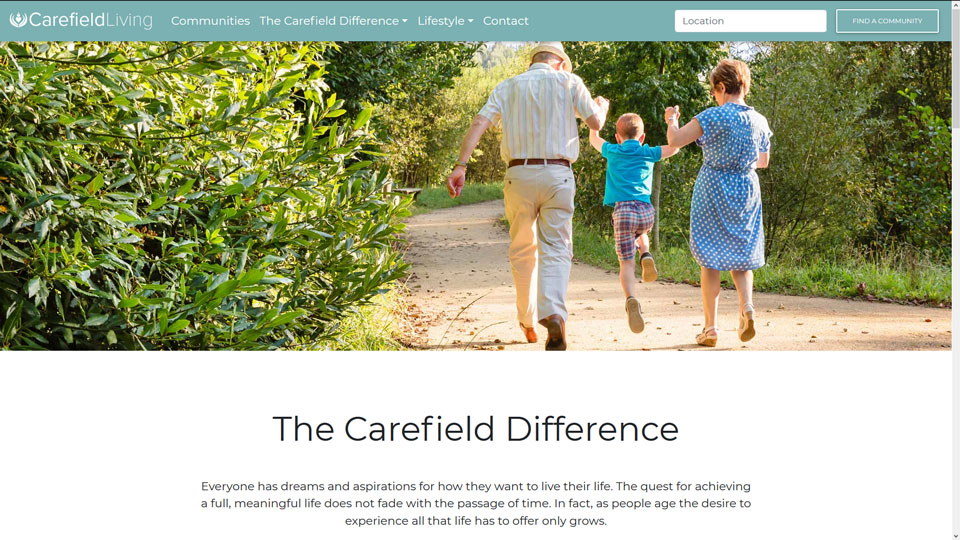 CarefieldLiving Communities The Carefield Difference Lifestyle Contact Location FIND A COMMUNITY
The Carefield Difference
Everyone has dreams and aspirations for how they want to live their life. The quest for achieving
a full, meaningful life does not fade with the passage of time. In fact, as people age the desire to
experience all that life has to offer only grows.